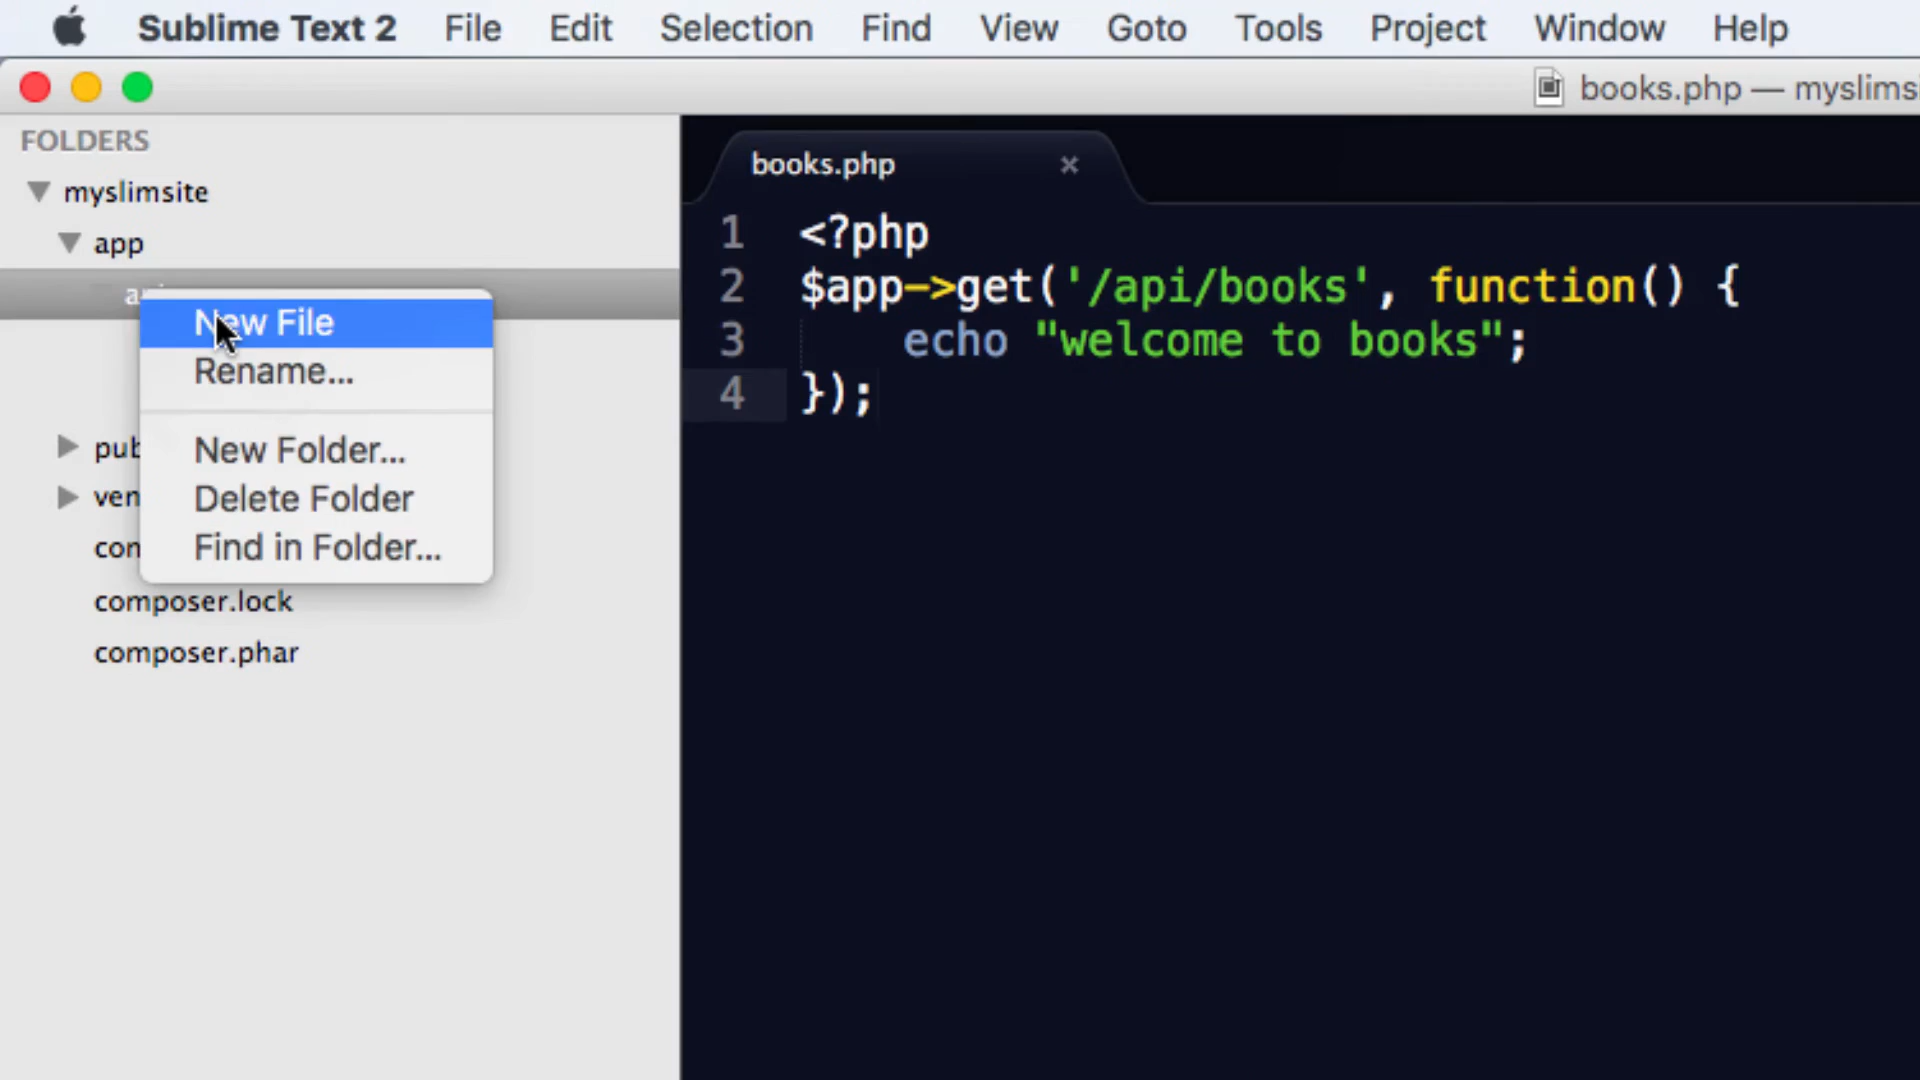 Sublime Text 2 File Edit Selection Find View Goto Tools Project Window Help
books.php — myslimsi
FOLDERS
myslimsite
app
New File
Rename...
pub
New Folder...
ven
Delete Folder
con
Find in Folder...
composer.lock
composer.phar
books.php ×
1 <?php
2 $app->get('/api/books', function() {
3 echo "welcome to books";
4 });